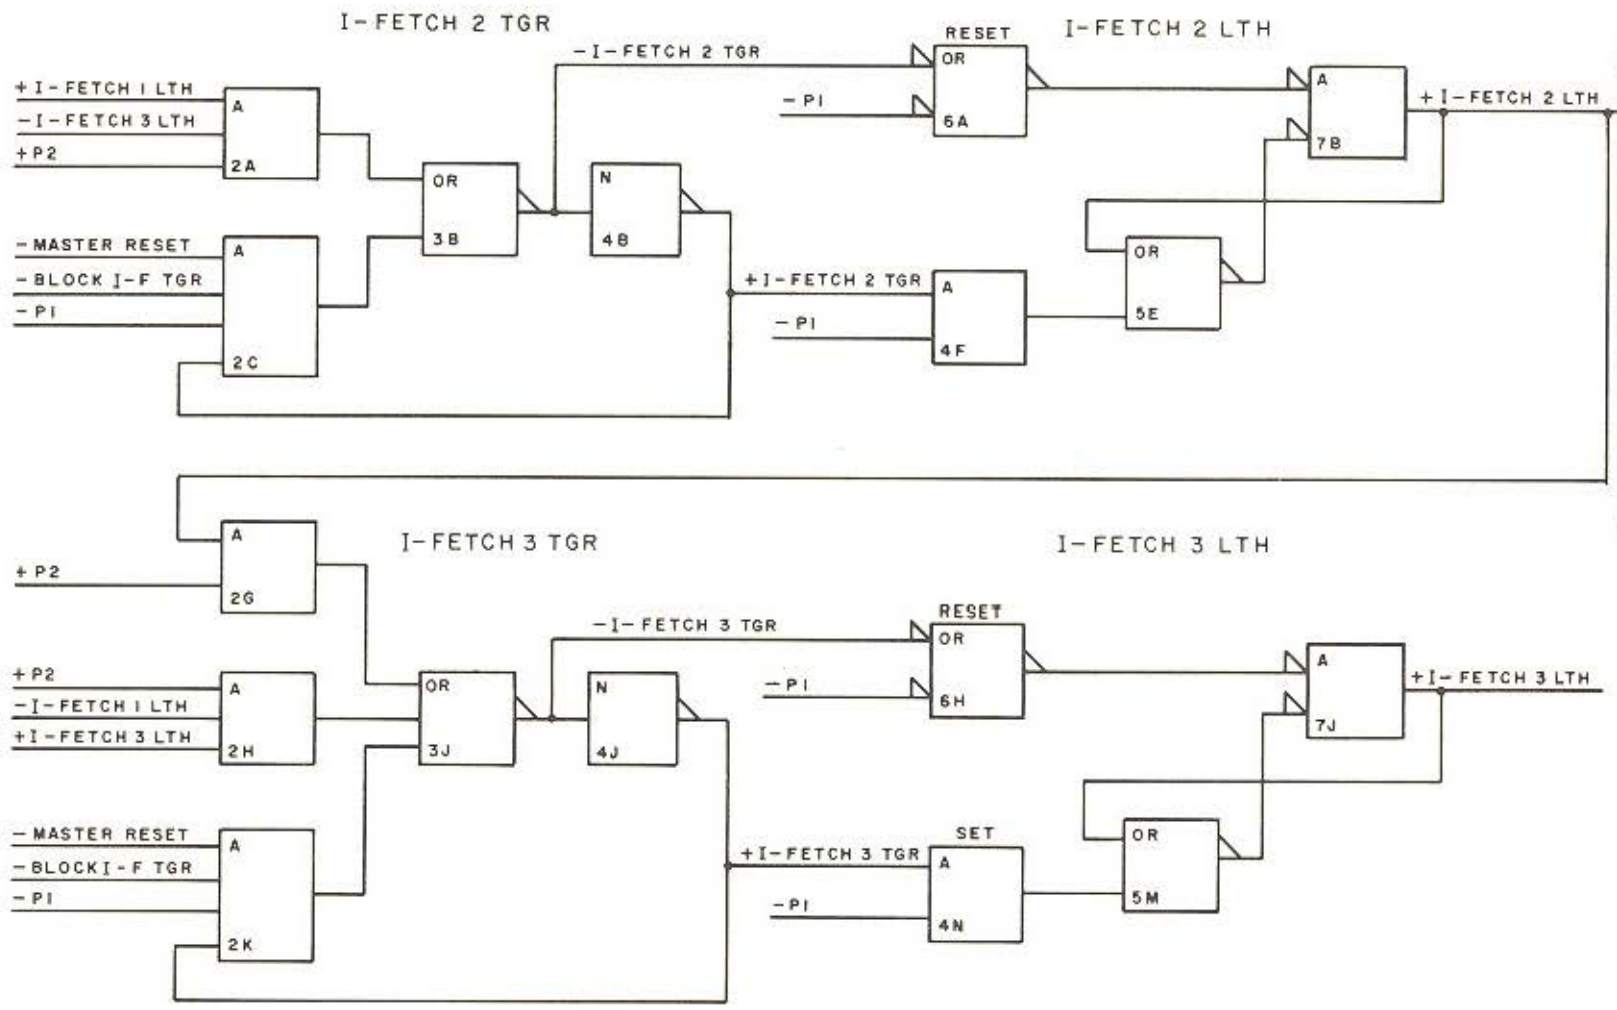 I-FETCH 2 TGR
RESET
I-FETCH 2 LTH
-I-FETCH 2 TGR
+I-FETCH 1 LTH
-I-FETCH 3 LTH
+P2
A
2A
-P1
OR
6A
A
7B
+I-FETCH 2 LTH
OR
3B
N
4B
-MASTER RESET
-BLOCK I-F TGR
-P1
A
2C
+I-FETCH 2 TGR
-P1
A
4F
OR
5E
I-FETCH 3 TGR
I-FETCH 3 LTH
A
2G
+P2
RESET
-I-FETCH 3 TGR
-P1
OR
6H
A
7J
+I-FETCH 3 LTH
+P2
-I-FETCH 1 LTH
+I-FETCH 3 LTH
A
2H
OR
3J
N
4J
-MASTER RESET
-BLOCK I-F TGR
-P1
A
2K
SET
+I-FETCH 3 TGR
-P1
A
4N
OR
5M